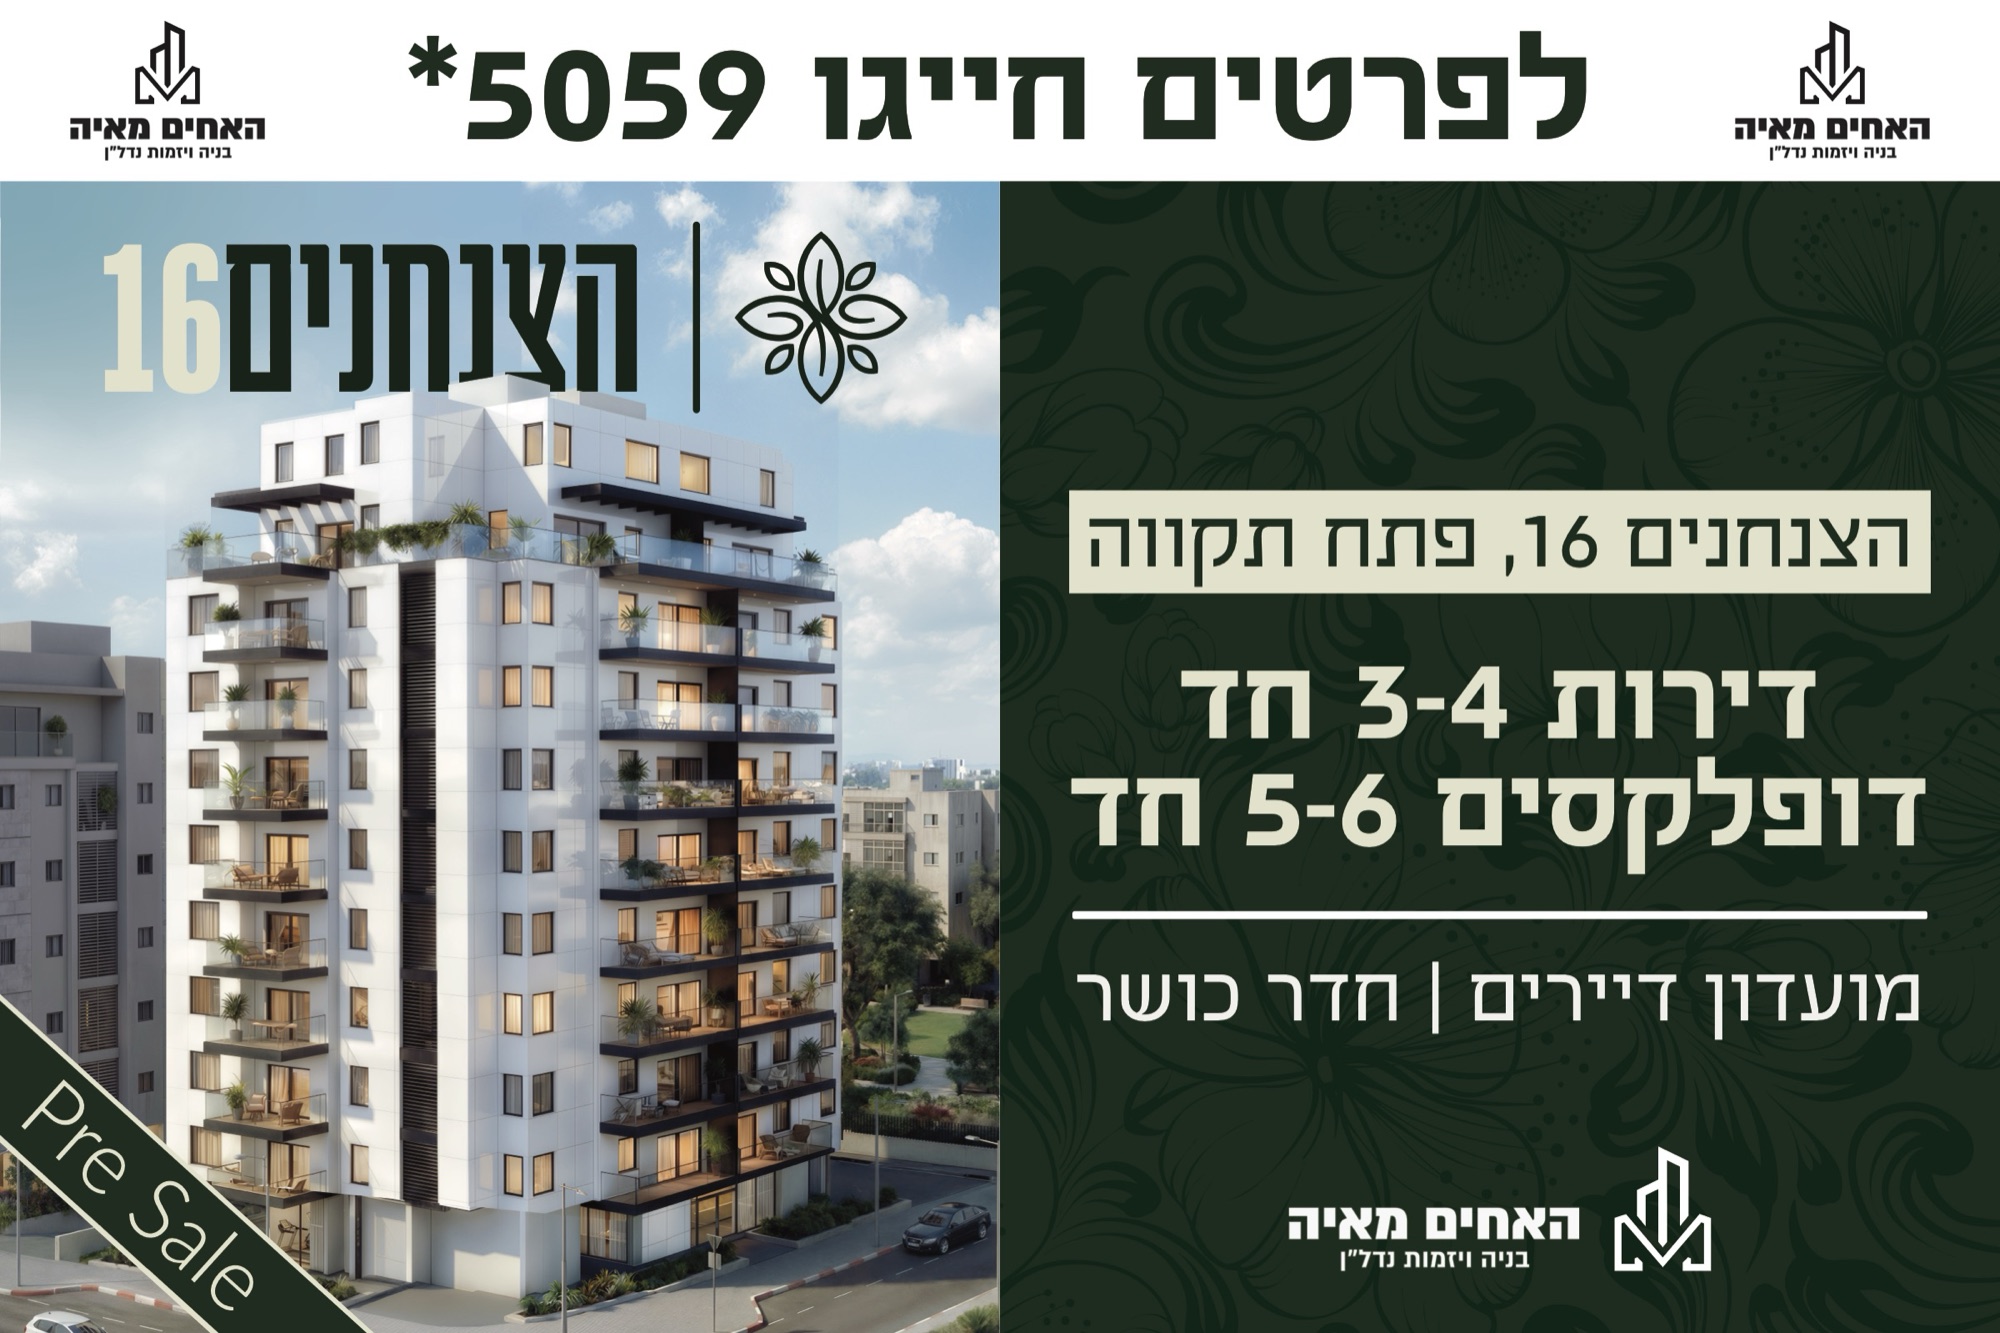 האחים מאיה
בניה ויזמות נדל"ן
לפרטים חייגו 5059*
האחים מאיה
בניה ויזמות נדל"ן
הצנחנים16
Pre Sale
הצנחנים 16, פתח תקווה
דירות 3-4 חד
דופלקסים 5-6 חד
מועדון דיירים | חדר כושר
האחים מאיה
בניה ויזמות נדל"ן